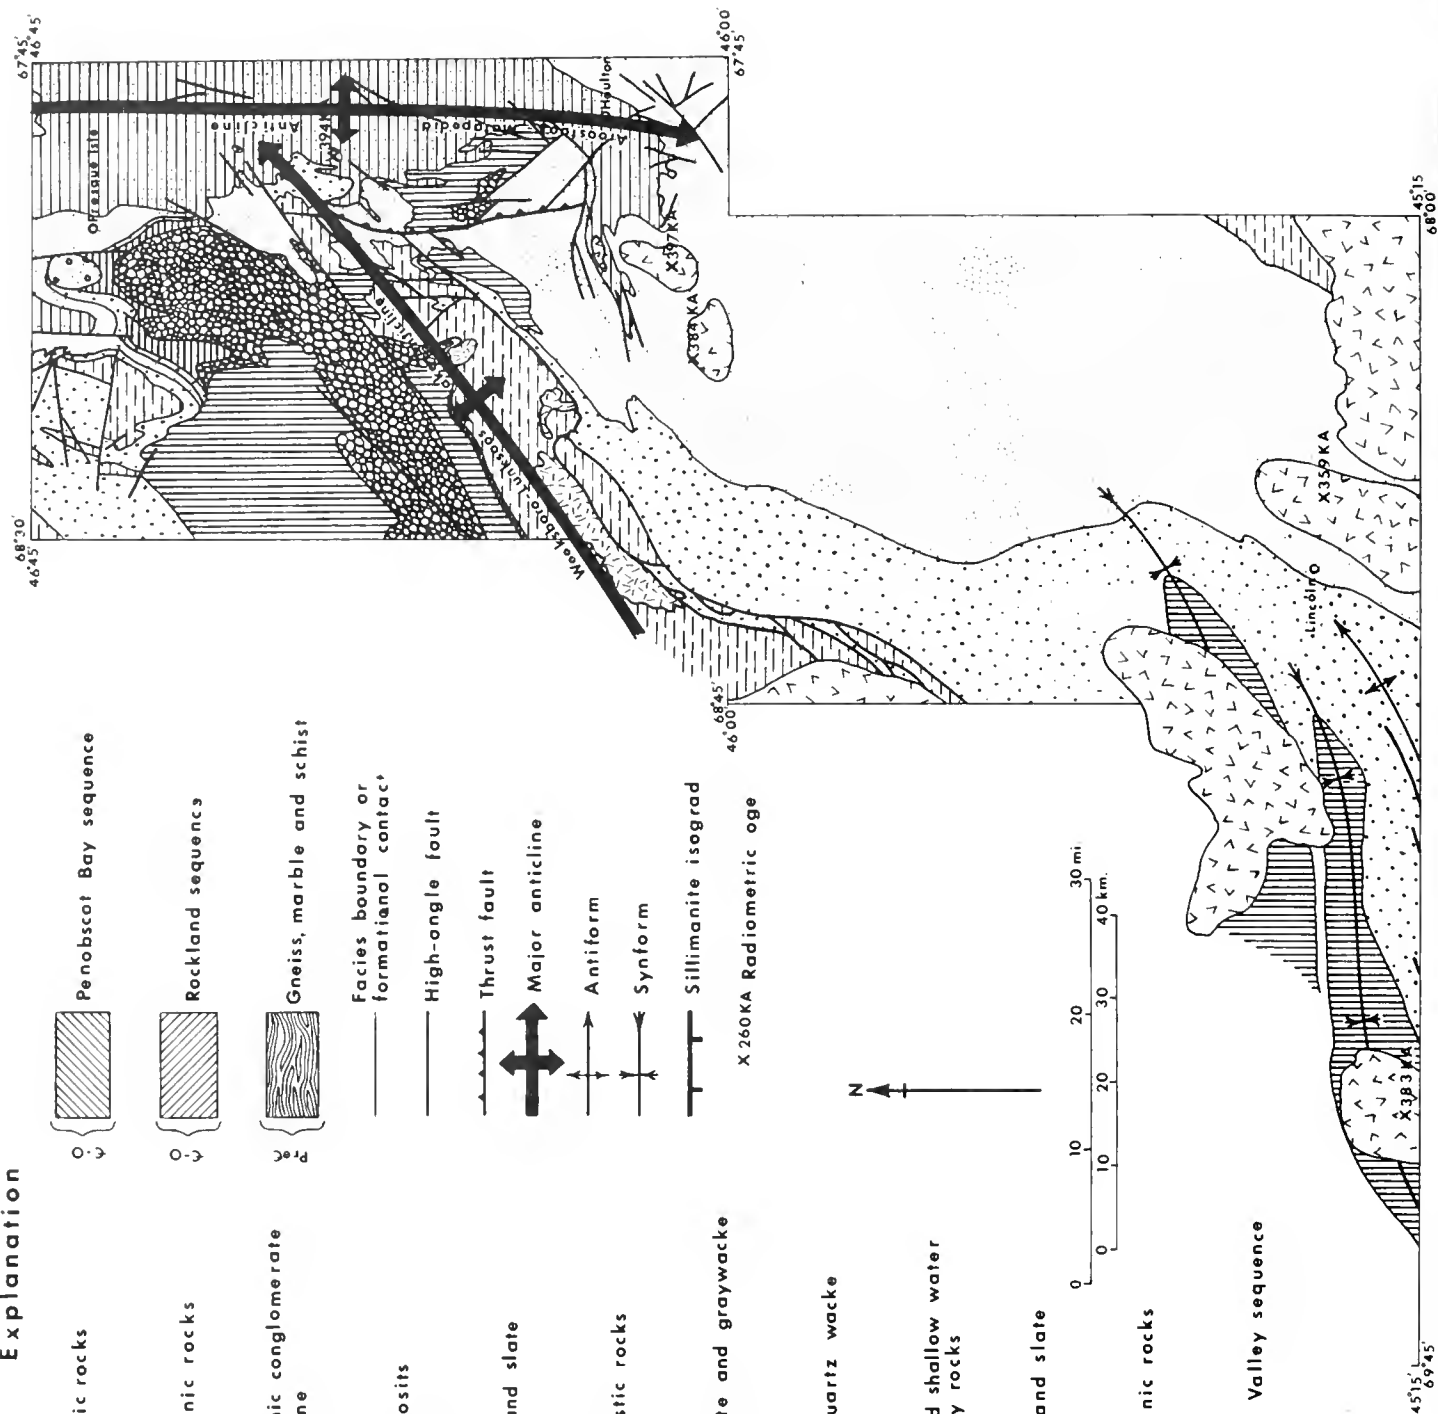 Explanation
ic rocks
nic rocks
nic conglomerate
ne
osits
and slate
stic rocks
te and graywacke
uartz wacke
d shallow water
y rocks
and slate
nic rocks
Valley sequence
Є-O
Penobscot Bay sequence
Є-O
Rockland sequence
PreЄ
Gneiss, marble and schist
Facies boundary or
formational contact
High-angle fault
Thrust fault
Major anticline
Antiform
Synform
Sillimanite isograd
X 260KA Radiometric age
N
0 10 20 30 mi.
0 10 20 30 40 km.
68°30'
46°45'
67°45'
46°45'
46°00'
67°45'
68°45'
46°00'
45°15
68°00'
45°15'
69°45'
Presque Isle
Houlton
Lincoln
Aroostook Matapedia Anticline
Weeksboro Lunksoos Anticline
X394KA
X397KA
X384KA
X359KA
X383KA